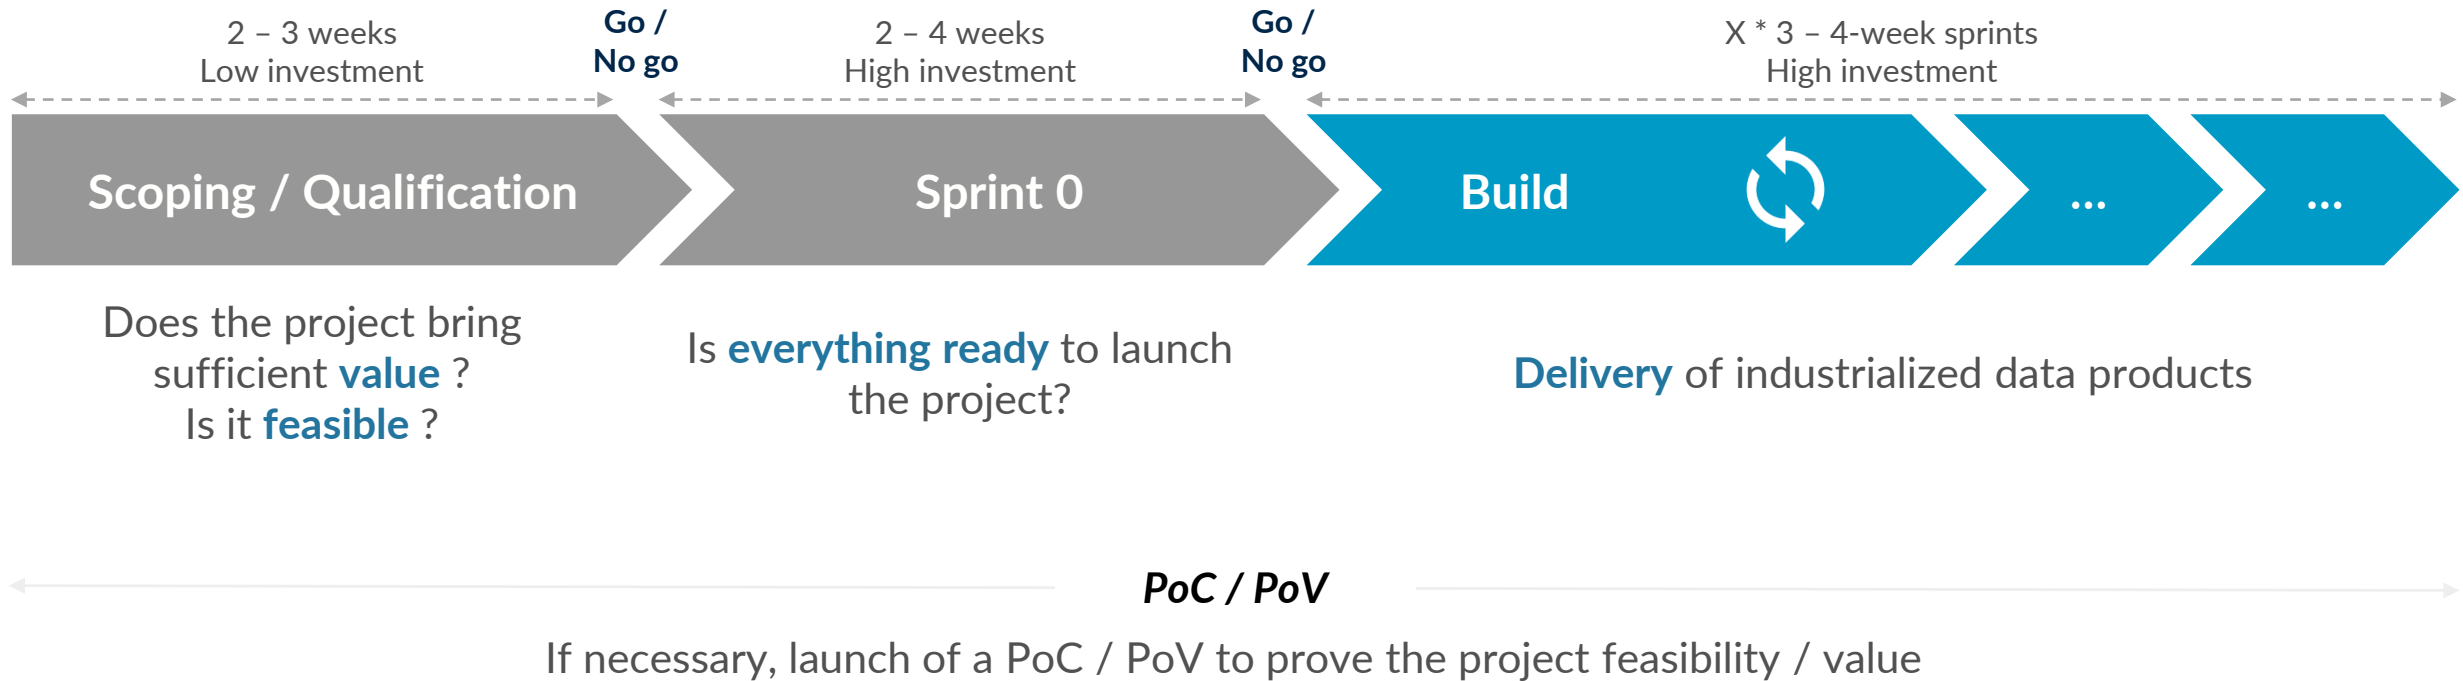 2 – 3 weeks
Low investment
Go /
No go
2 – 4 weeks
High investment
Go /
No go
X * 3 – 4-week sprints
High investment
Scoping / Qualification
Sprint 0
Build
...
...
Does the project bring
sufficient value ?
Is it feasible ?
Is everything ready to launch
the project?
Delivery of industrialized data products
PoC / PoV
If necessary, launch of a PoC / PoV to prove the project feasibility / value